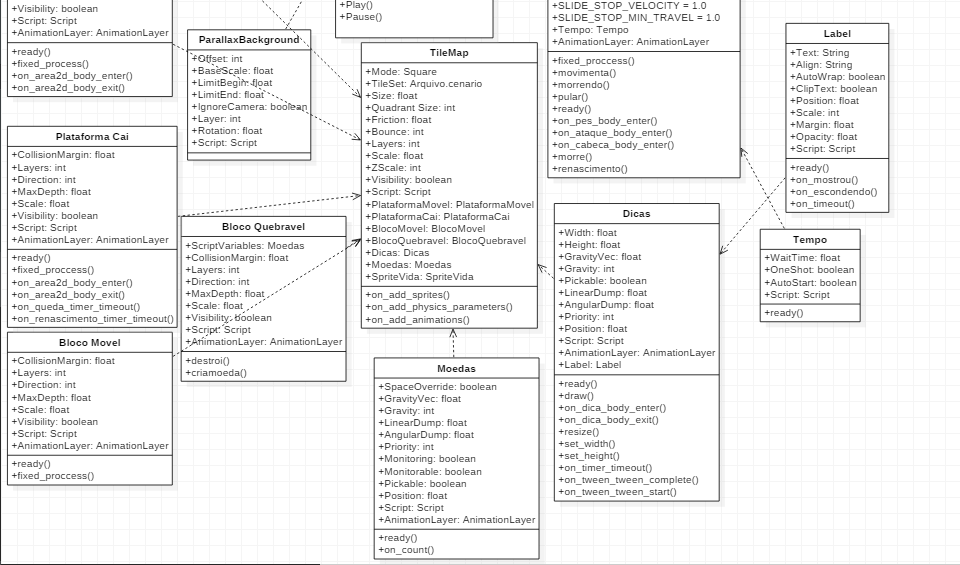 +Visibility: boolean
+Script: Script
+AnimationLayer: AnimationLayer
+ready()
+fixed_process()
+on_area2d_body_enter()
+on_area2d_body_exit()
ParallaxBackground
+Offset: int
+BaseScale: float
+LimitBegin: float
+LimitEnd: float
+IgnoreCamera: boolean
+Layer: int
+Rotation: float
+Script: Script
+Play()
+Pause()
TileMap
+Mode: Square
+TileSet: Arquivo.cenario
+Size: float
+Quadrant Size: int
+Friction: float
+Bounce: int
+Layers: int
+Scale: float
+ZScale: int
+Visibility: boolean
+Script: Script
+PlataformaMovel: PlataformaMovel
+PlataformaCai: PlataformaCai
+BlocoMovel: BlocoMovel
+BlocoQuebravel: BlocoQuebravel
+Dicas: Dicas
+Moedas: Moedas
+SpriteVida: SpriteVida
+on_add_sprites()
+on_add_physics_parameters()
+on_add_animations()
+SLIDE_STOP_VELOCITY = 1.0
+SLIDE_STOP_MIN_TRAVEL = 1.0
+Tempo: Tempo
+AnimationLayer: AnimationLayer
+fixed_proccess()
+movimenta()
+morrendo()
+pular()
+ready()
+on_pes_body_enter()
+on_ataque_body_enter()
+on_cabeca_body_enter()
+morre()
+renascimento()
Label
+Text: String
+Align: String
+AutoWrap: boolean
+ClipText: boolean
+Position: float
+Scale: int
+Margin: float
+Opacity: float
+Script: Script
+ready()
+on_mostrou()
+on_escondendo()
+on_timeout()
Plataforma Cai
+CollisionMargin: float
+Layers: int
+Direction: int
+MaxDepth: float
+Scale: float
+Visibility: boolean
+Script: Script
+AnimationLayer: AnimationLayer
+ready()
+fixed_proccess()
+on_area2d_body_enter()
+on_area2d_body_exit()
+on_queda_timer_timeout()
+on_renascimento_timer_timeout()
Bloco Quebravel
+ScriptVariables: Moedas
+CollisionMargin: float
+Layers: int
+Direction: int
+MaxDepth: float
+Scale: float
+Visibility: boolean
+Script: Script
+AnimationLayer: AnimationLayer
+destroi()
+criamoeda()
Dicas
+Width: float
+Height: float
+GravityVec: float
+Gravity: int
+Pickable: boolean
+LinearDump: float
+AngularDump: float
+Priority: int
+Position: float
+Script: Script
+AnimationLayer: AnimationLayer
+Label: Label
+ready()
+draw()
+on_dica_body_enter()
+on_dica_body_exit()
+resize()
+set_width()
+set_height()
+on_timer_timeout()
+on_tween_tween_complete()
+on_tween_tween_start()
Tempo
+WaitTime: float
+OneShot: boolean
+AutoStart: boolean
+Script: Script
+ready()
Bloco Movel
+CollisionMargin: float
+Layers: int
+Direction: int
+MaxDepth: float
+Scale: float
+Visibility: boolean
+Script: Script
+AnimationLayer: AnimationLayer
+ready()
+fixed_proccess()
Moedas
+SpaceOverride: boolean
+GravityVec: float
+Gravity: int
+LinearDump: float
+AngularDump: float
+Priority: int
+Monitoring: boolean
+Monitorable: boolean
+Pickable: boolean
+Position: float
+Script: Script
+AnimationLayer: AnimationLayer
+ready()
+on_count()